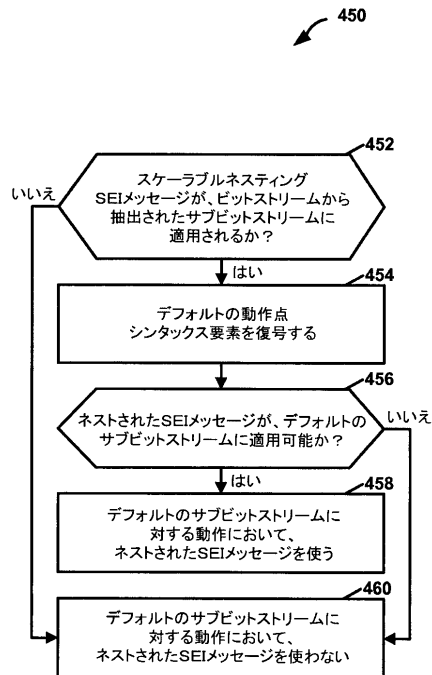 450
452
スケーラブルネスティング
SEIメッセージが、ビットストリームから
抽出されたサブビットストリームに
適用されるか？
いいえ
はい
454
デフォルトの動作点
シンタックス要素を復号する
456
ネストされたSEIメッセージが、デフォルトの
サブビットストリームに適用可能か？
いいえ
はい
458
デフォルトのサブビットストリームに
対する動作において、
ネストされたSEIメッセージを使う
460
デフォルトのサブビットストリームに
対する動作において、
ネストされたSEIメッセージを使わない